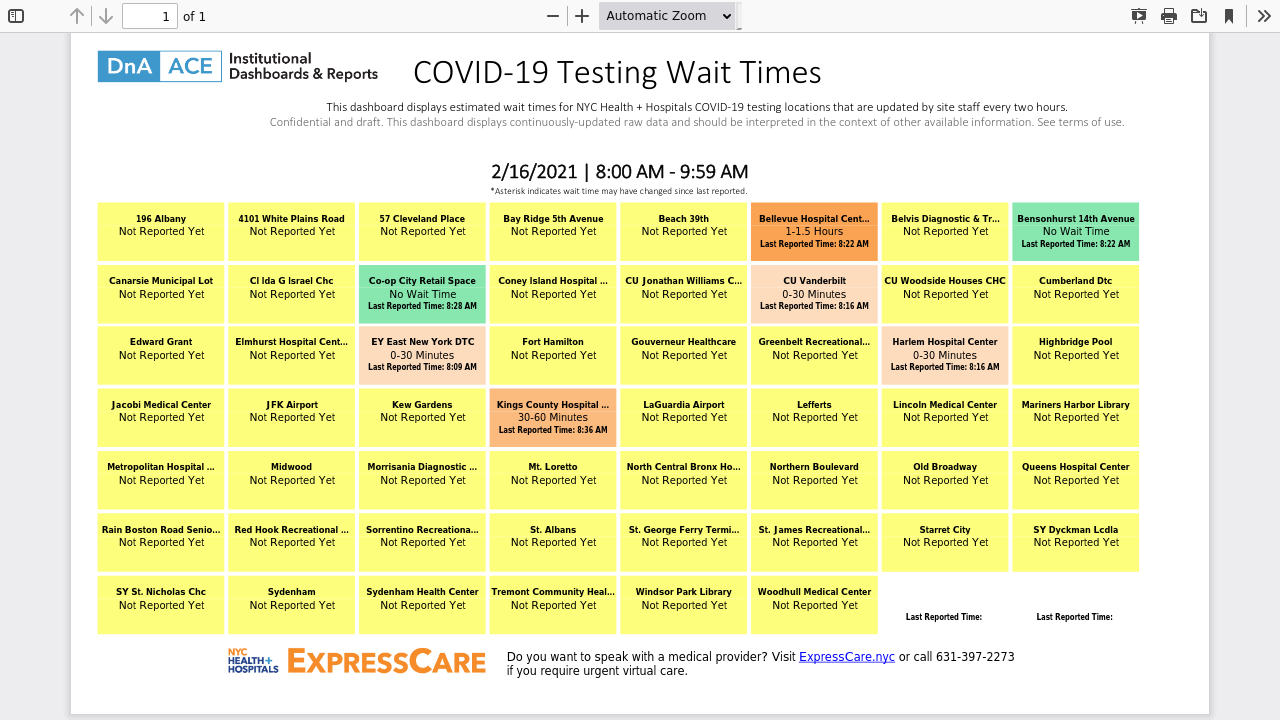 1 of 1 Automatic Zoom
DnA ACE Institutional Dashboards & Reports
COVID-19 Testing Wait Times
This dashboard displays estimated wait times for NYC Health + Hospitals COVID-19 testing locations that are updated by site staff every two hours.
Confidential and draft. This dashboard displays continuously-updated raw data and should be interpreted in the context of other available information. See terms of use.
2/16/2021 | 8:00 AM - 9:59 AM
*Asterisk indicates wait time may have changed since last reported.
196 Albany
Not Reported Yet
4101 White Plains Road
Not Reported Yet
57 Cleveland Place
Not Reported Yet
Bay Ridge 5th Avenue
Not Reported Yet
Beach 39th
Not Reported Yet
Bellevue Hospital Cent...
1-1.5 Hours
Last Reported Time: 8:22 AM
Belvis Diagnostic & Tr...
Not Reported Yet
Bensonhurst 14th Avenue
No Wait Time
Last Reported Time: 8:22 AM
Canarsie Municipal Lot
Not Reported Yet
CI Ida G Israel Chc
Not Reported Yet
Co-op City Retail Space
No Wait Time
Last Reported Time: 8:28 AM
Coney Island Hospital ...
Not Reported Yet
CU Jonathan Williams C...
Not Reported Yet
CU Vanderbilt
0-30 Minutes
Last Reported Time: 8:16 AM
CU Woodside Houses CHC
Not Reported Yet
Cumberland Dtc
Not Reported Yet
Edward Grant
Not Reported Yet
Elmhurst Hospital Cent...
Not Reported Yet
EY East New York DTC
0-30 Minutes
Last Reported Time: 8:09 AM
Fort Hamilton
Not Reported Yet
Gouverneur Healthcare
Not Reported Yet
Greenbelt Recreational...
Not Reported Yet
Harlem Hospital Center
0-30 Minutes
Last Reported Time: 8:16 AM
Highbridge Pool
Not Reported Yet
Jacobi Medical Center
Not Reported Yet
JFK Airport
Not Reported Yet
Kew Gardens
Not Reported Yet
Kings County Hospital ...
30-60 Minutes
Last Reported Time: 8:36 AM
LaGuardia Airport
Not Reported Yet
Lefferts
Not Reported Yet
Lincoln Medical Center
Not Reported Yet
Mariners Harbor Library
Not Reported Yet
Metropolitan Hospital ...
Not Reported Yet
Midwood
Not Reported Yet
Morrisania Diagnostic ...
Not Reported Yet
Mt. Loretto
Not Reported Yet
North Central Bronx Ho...
Not Reported Yet
Northern Boulevard
Not Reported Yet
Old Broadway
Not Reported Yet
Queens Hospital Center
Not Reported Yet
Rain Boston Road Senio...
Not Reported Yet
Red Hook Recreational ...
Not Reported Yet
Sorrentino Recreationa...
Not Reported Yet
St. Albans
Not Reported Yet
St. George Ferry Termi...
Not Reported Yet
St. James Recreational...
Not Reported Yet
Starret City
Not Reported Yet
SY Dyckman Lcdla
Not Reported Yet
SY St. Nicholas Chc
Not Reported Yet
Sydenham
Not Reported Yet
Sydenham Health Center
Not Reported Yet
Tremont Community Heal...
Not Reported Yet
Windsor Park Library
Not Reported Yet
Woodhull Medical Center
Not Reported Yet
Last Reported Time:
Last Reported Time:
NYC HEALTH+ HOSPITALS
EXPRESSCARE
Do you want to speak with a medical provider? Visit ExpressCare.nyc or call 631-397-2273
if you require urgent virtual care.